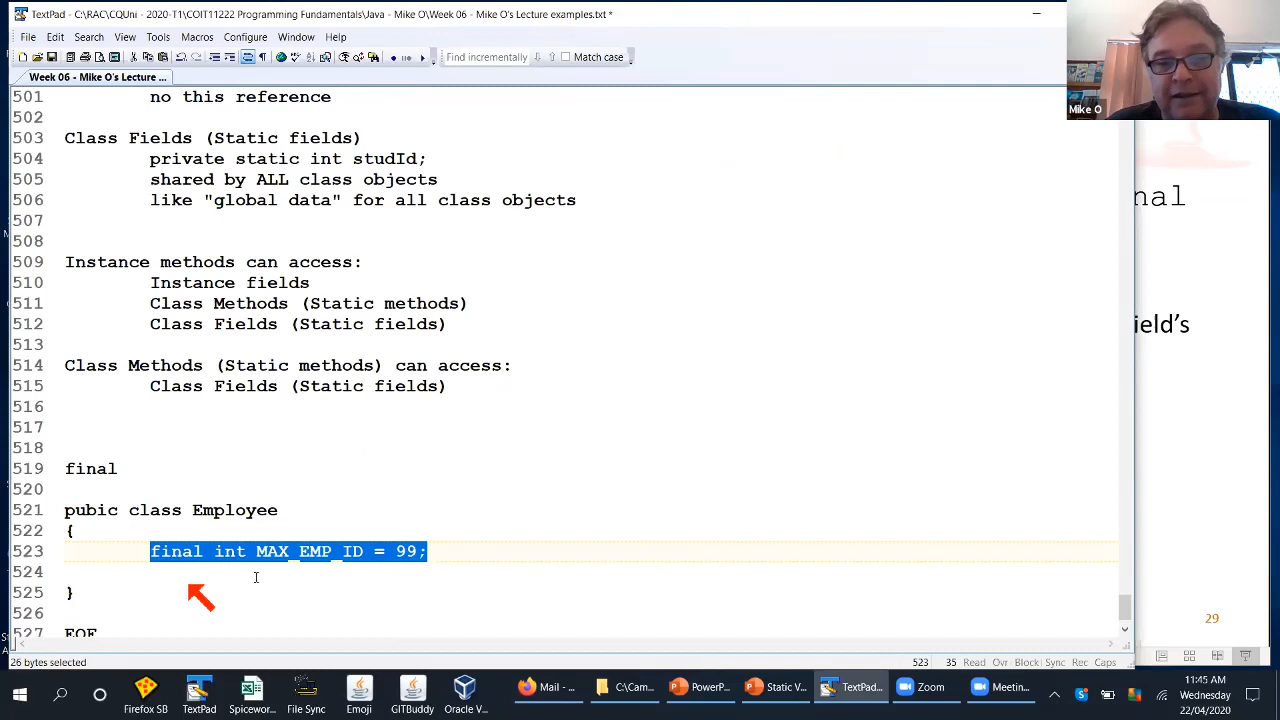 TextPad - C:\RAC\CQUni - 2020-T1\COIT11222 Programming Fundamentals\Java - Mike O\Week 06 - Mike O's Lecture examples.txt *
File Edit Search View Tools Macros Configure Window Help
Find incrementally Match case
Week 06 - Mike O's Lecture ...
Mike O
501 no this reference
502
503 Class Fields (Static fields)
504 private static int studId;
505 shared by ALL class objects
506 like "global data" for all class objects
507
508
509 Instance methods can access:
510 Instance fields
511 Class Methods (Static methods)
512 Class Fields (Static fields)
513
514 Class Methods (Static methods) can access:
515 Class Fields (Static fields)
516
517
518
519 final
520
521 pubic class Employee
522 {
523 final int MAX_EMP_ID = 99;
524
525 }
526
527 EOF
nal
ield's
29
26 bytes selected 523 35 Read Ovr Block Sync Rec Caps
Firefox SB TextPad Spicewor... File Sync Emoji GITBuddy Oracle V... Mail - ... C:\Cam... PowerP... Static V... TextPad... Zoom Meetin...
11:45 AM
Wednesday
22/04/2020